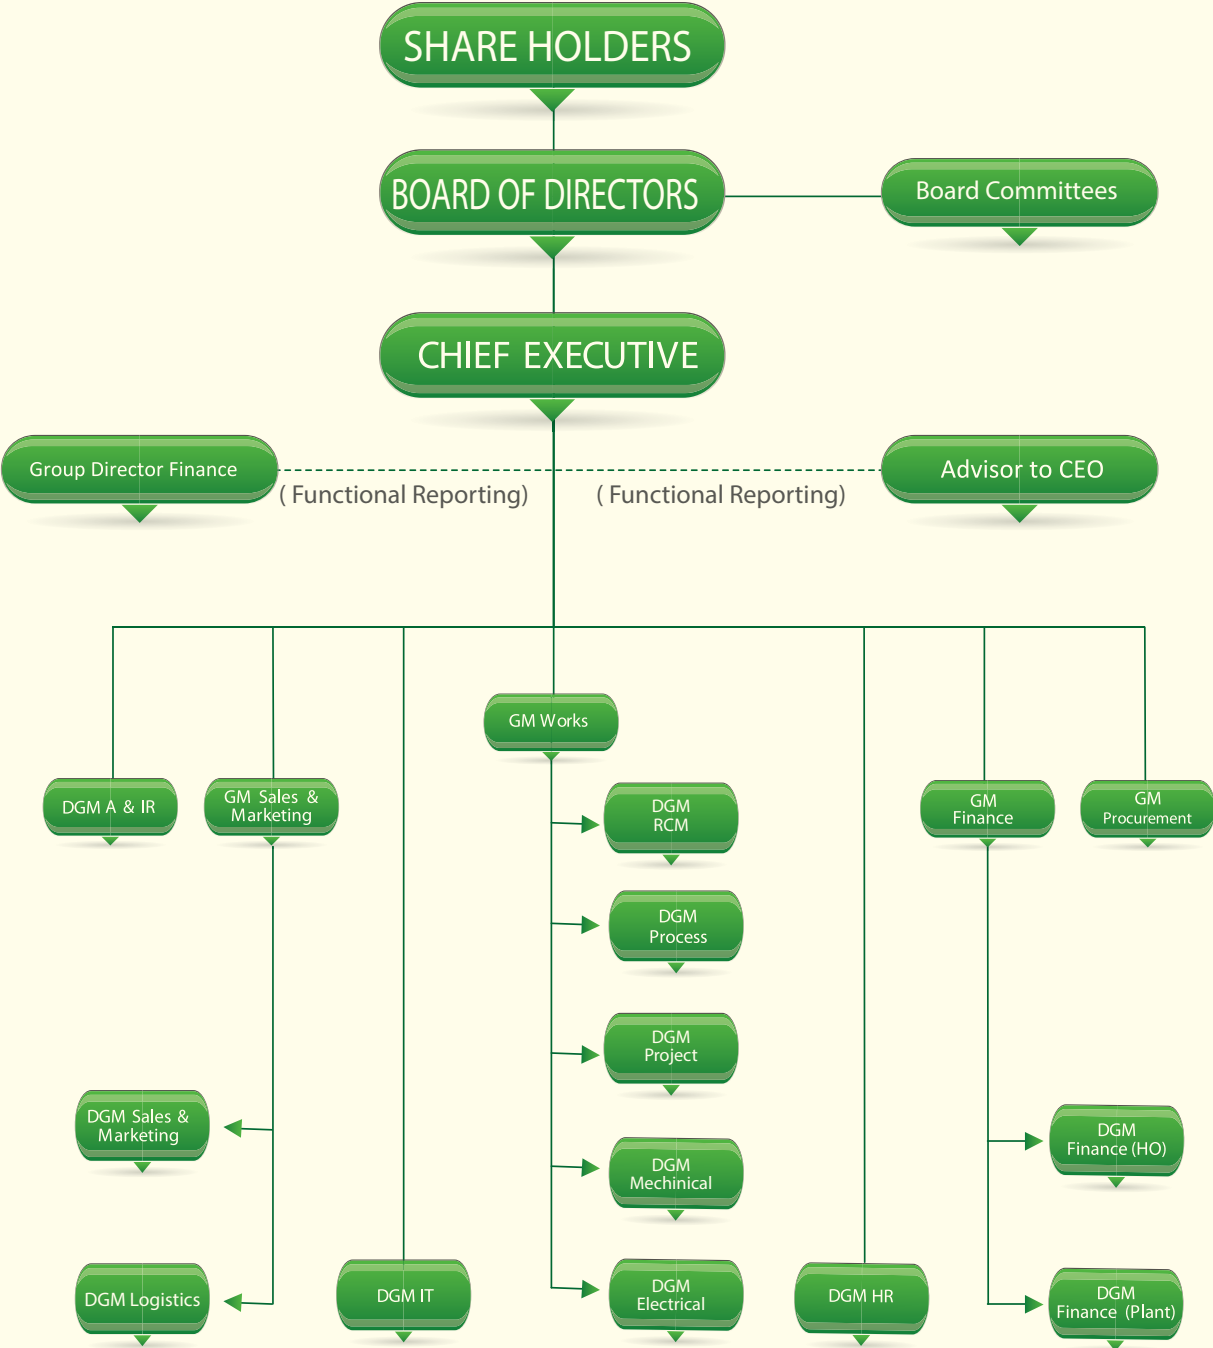 SHARE HOLDERS
BOARD OF DIRECTORS
Board Committees
CHIEF EXECUTIVE
Group Director Finance
Advisor to CEO
( Functional Reporting)
( Functional Reporting)
GM Works
DGM A & IR
GM Sales &
Marketing
DGM
RCM
GM
Finance
GM
Procurement
DGM
Process
DGM
Project
DGM Sales &
Marketing
DGM
Mechinical
DGM
Finance (HO)
DGM Logistics
DGM IT
DGM
Electrical
DGM HR
DGM
Finance (Plant)